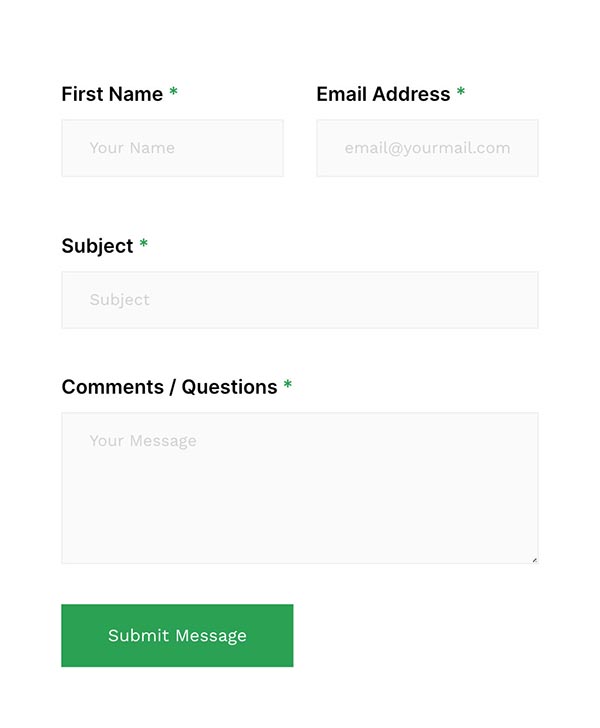 First Name * Email Address *
Your Name email@yourmail.com
Subject *
Subject
Comments / Questions *
Your Message
Submit Message